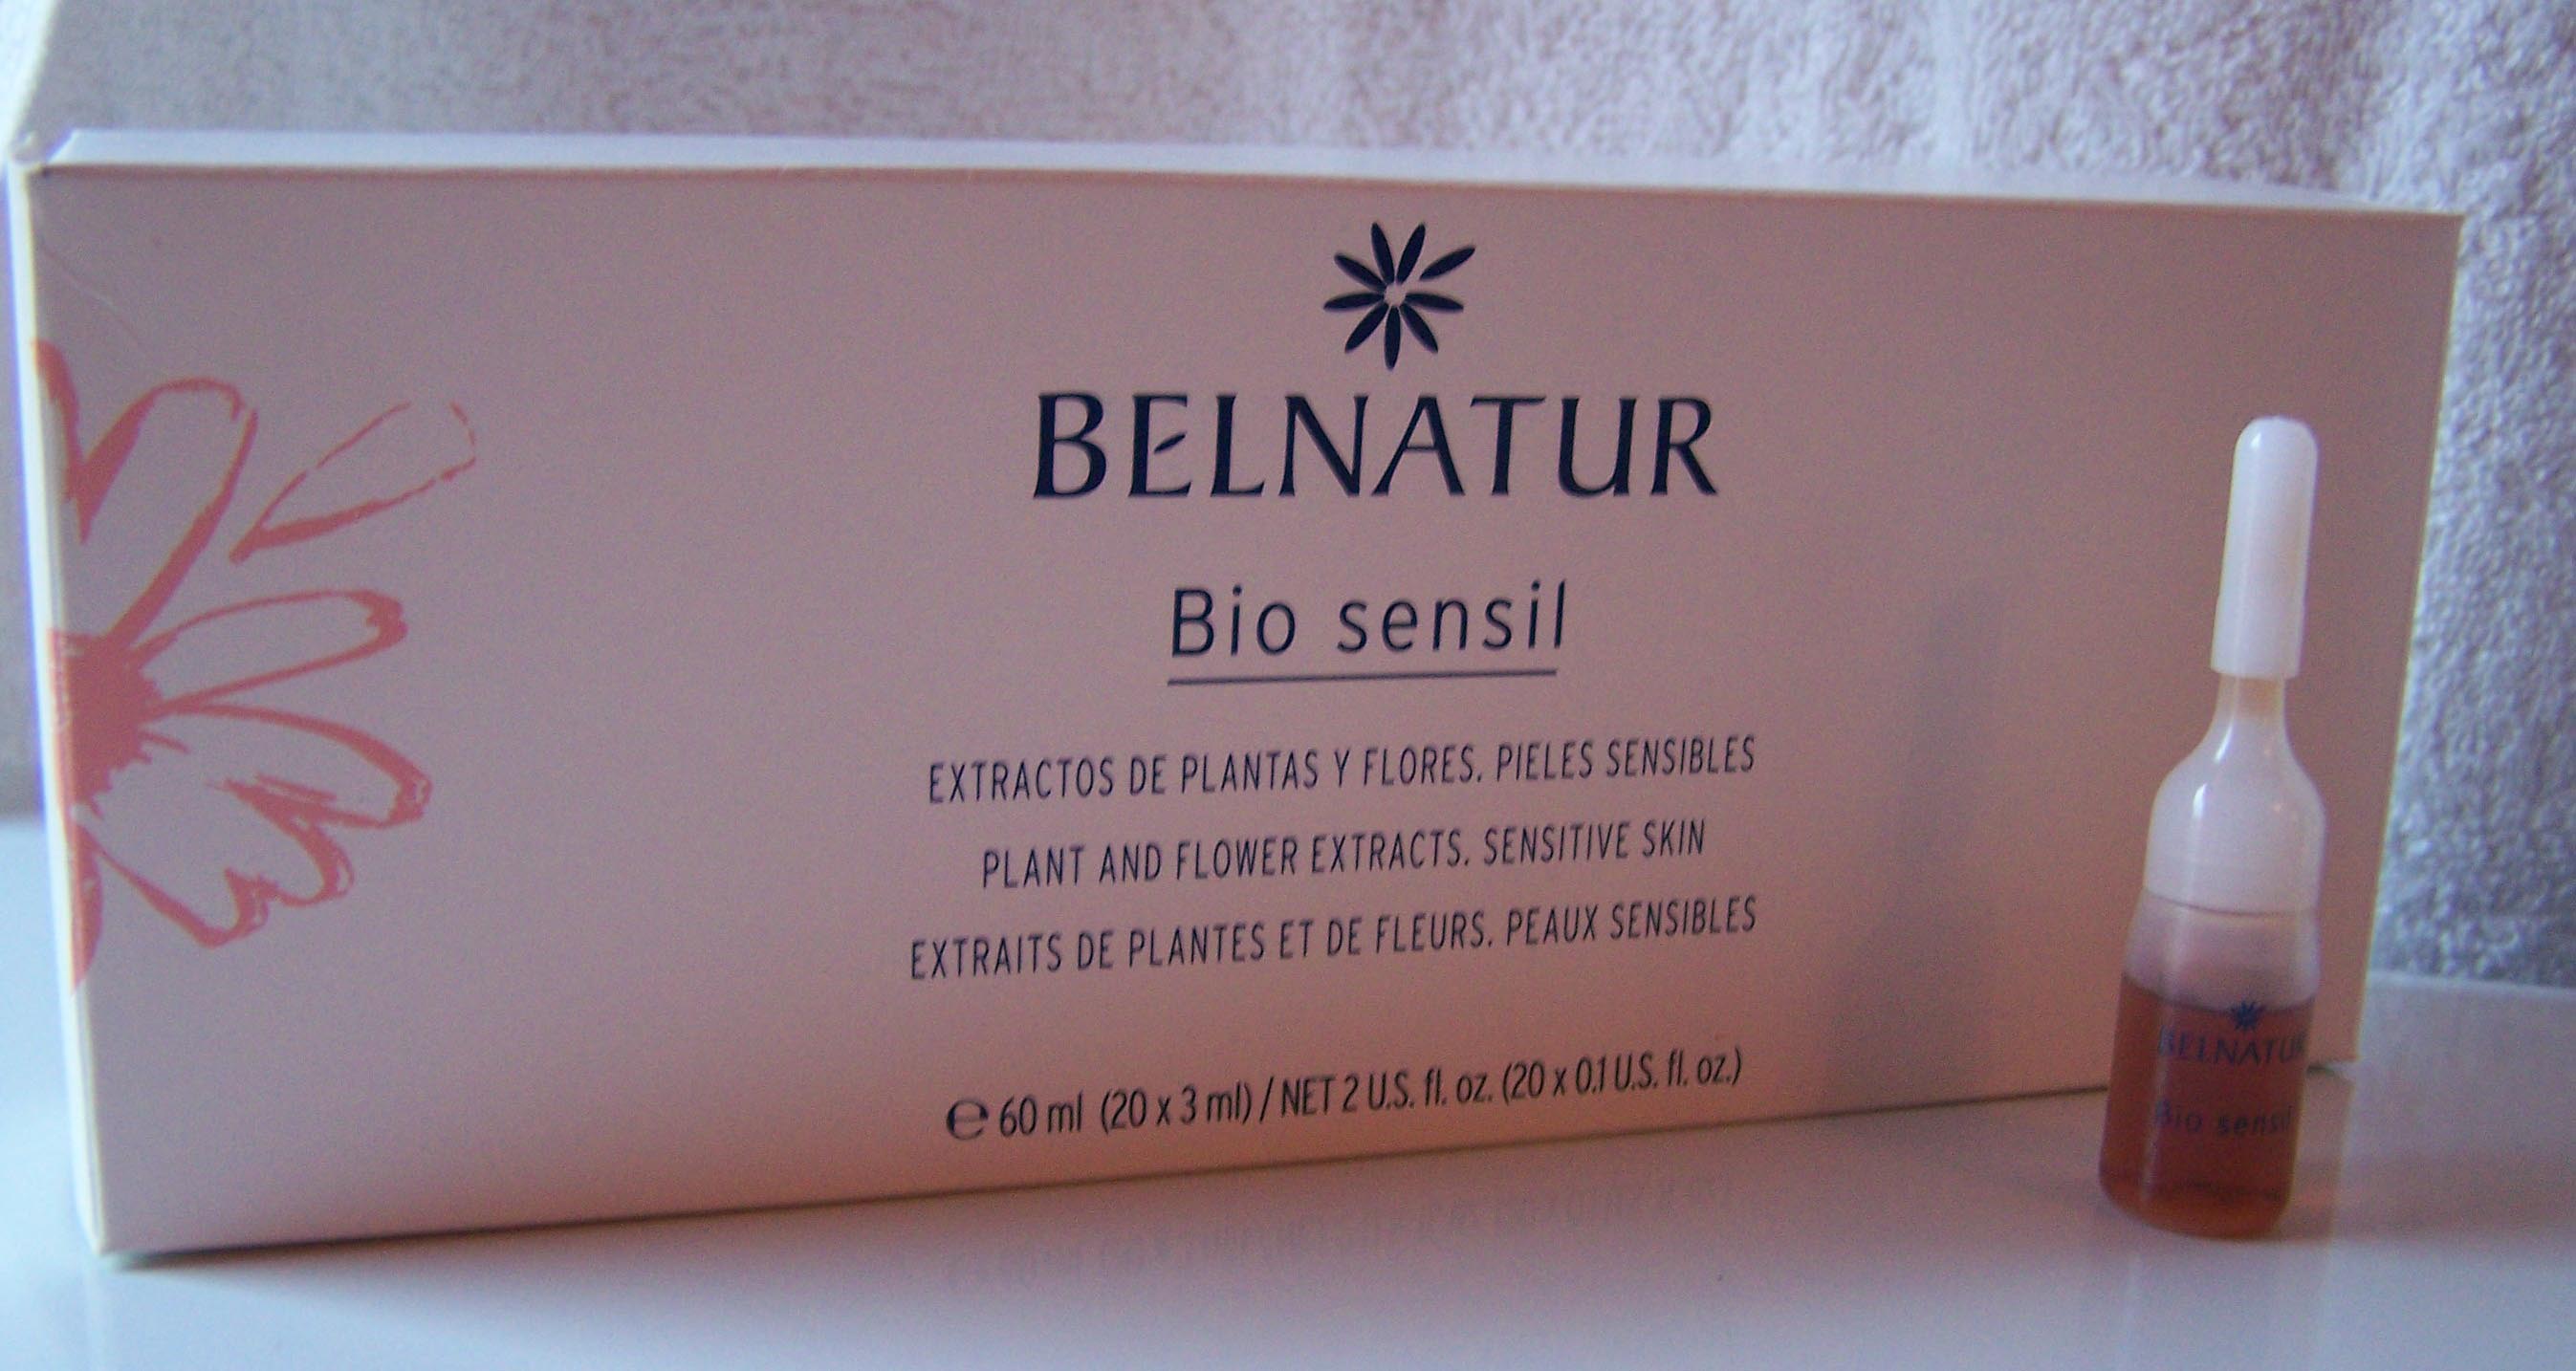 BELNATUR
Bio sensil
EXTRACTOS DE PLANTAS Y FLORES. PIELES SENSIBLES
PLANT AND FLOWER EXTRACTS. SENSITIVE SKIN
EXTRAITS DE PLANTES ET DE FLEURS. PEAUX SENSIBLES
℮ 60 ml (20 x 3 ml) / NET 2 U.S. fl. oz. (20 x 0.1 U.S. fl. oz.)
BELNATUR
Bio sensil